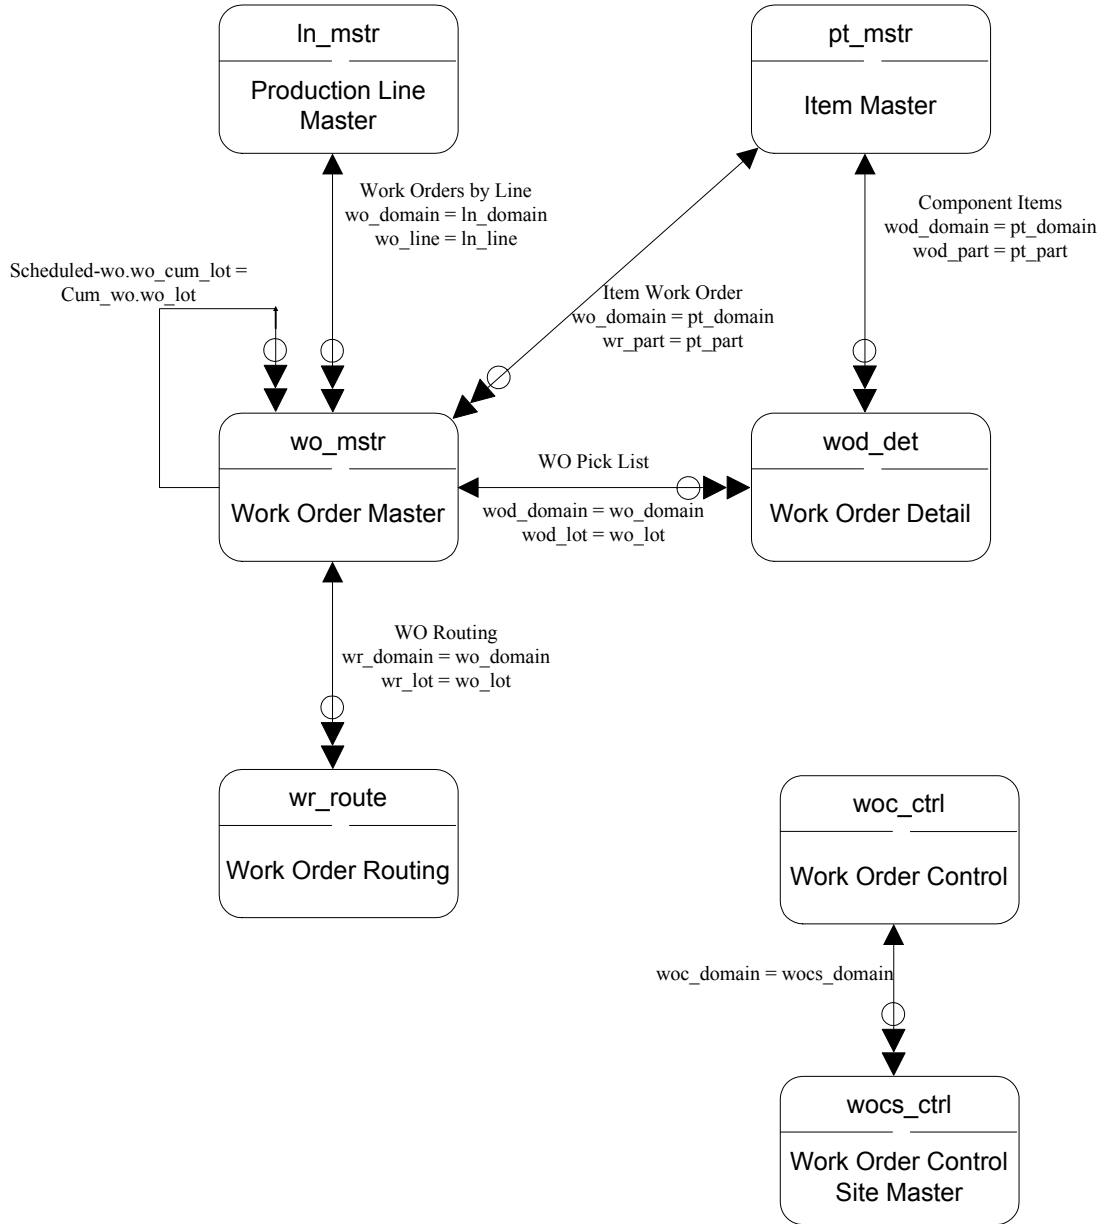 ln_mstr
Production Line
Master
pt_mstr
Item Master
Work Orders by Line
wo_domain = ln_domain
wo_line = ln_line
Component Items
wod_domain = pt_domain
wod_part = pt_part
Scheduled-wo.wo_cum_lot =
Cum_wo.wo_lot
Item Work Order
wo_domain = pt_domain
wr_part = pt_part
wo_mstr
Work Order Master
WO Pick List
wod_domain = wo_domain
wod_lot = wo_lot
wod_det
Work Order Detail
WO Routing
wr_domain = wo_domain
wr_lot = wo_lot
wr_route
Work Order Routing
woc_ctrl
Work Order Control
woc_domain = wocs_domain
wocs_ctrl
Work Order Control
Site Master